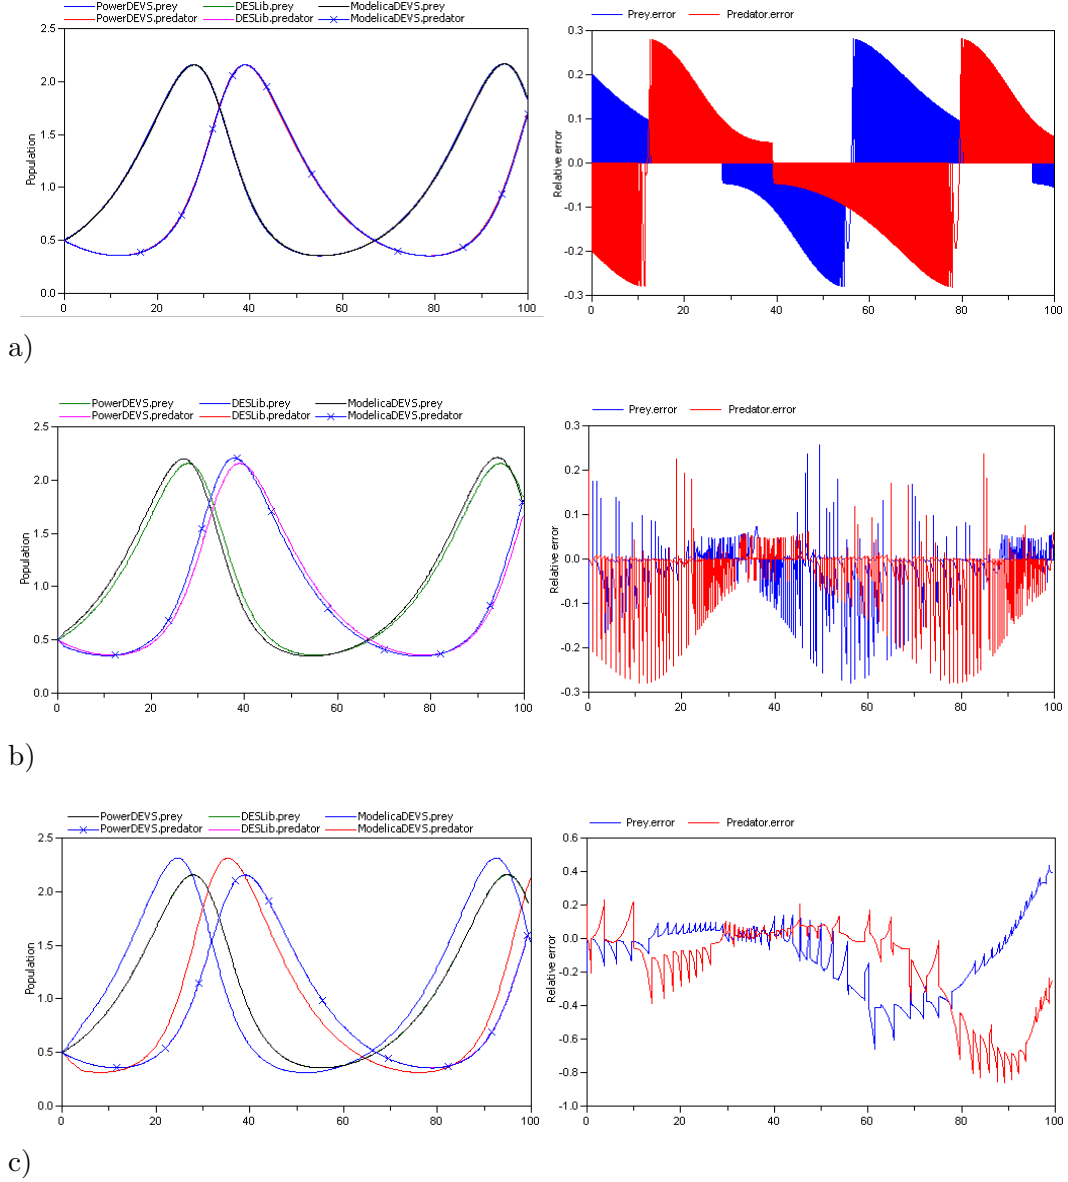 PowerDEVS.prey DESLib.prey ModelicaDEVS.prey
PowerDEVS.predator DESLib.predator ModelicaDEVS.predator
Prey.error Predator.error
2.5
2.0
1.5
1.0
0.5
0.0
Population
0 20 40 60 80 100
0.3
0.2
0.1
0.0
-0.1
-0.2
-0.3
Relative error
0 20 40 60 80 100
a)
PowerDEVS.prey DESLib.prey ModelicaDEVS.prey
PowerDEVS.predator DESLib.predator ModelicaDEVS.predator
Prey.error Predator.error
2.5
2.0
1.5
1.0
0.5
0.0
Population
0 20 40 60 80 100
0.3
0.2
0.1
0.0
-0.1
-0.2
-0.3
Relative error
0 20 40 60 80 100
b)
PowerDEVS.prey DESLib.prey ModelicaDEVS.prey
PowerDEVS.predator DESLib.predator ModelicaDEVS.predator
Prey.error Predator.error
2.5
2.0
1.5
1.0
0.5
0.0
Population
0 20 40 60 80 100
0.6
0.4
0.2
0.0
-0.2
-0.4
-0.6
-0.8
-1.0
Relative error
0 20 40 60 80 100
c)